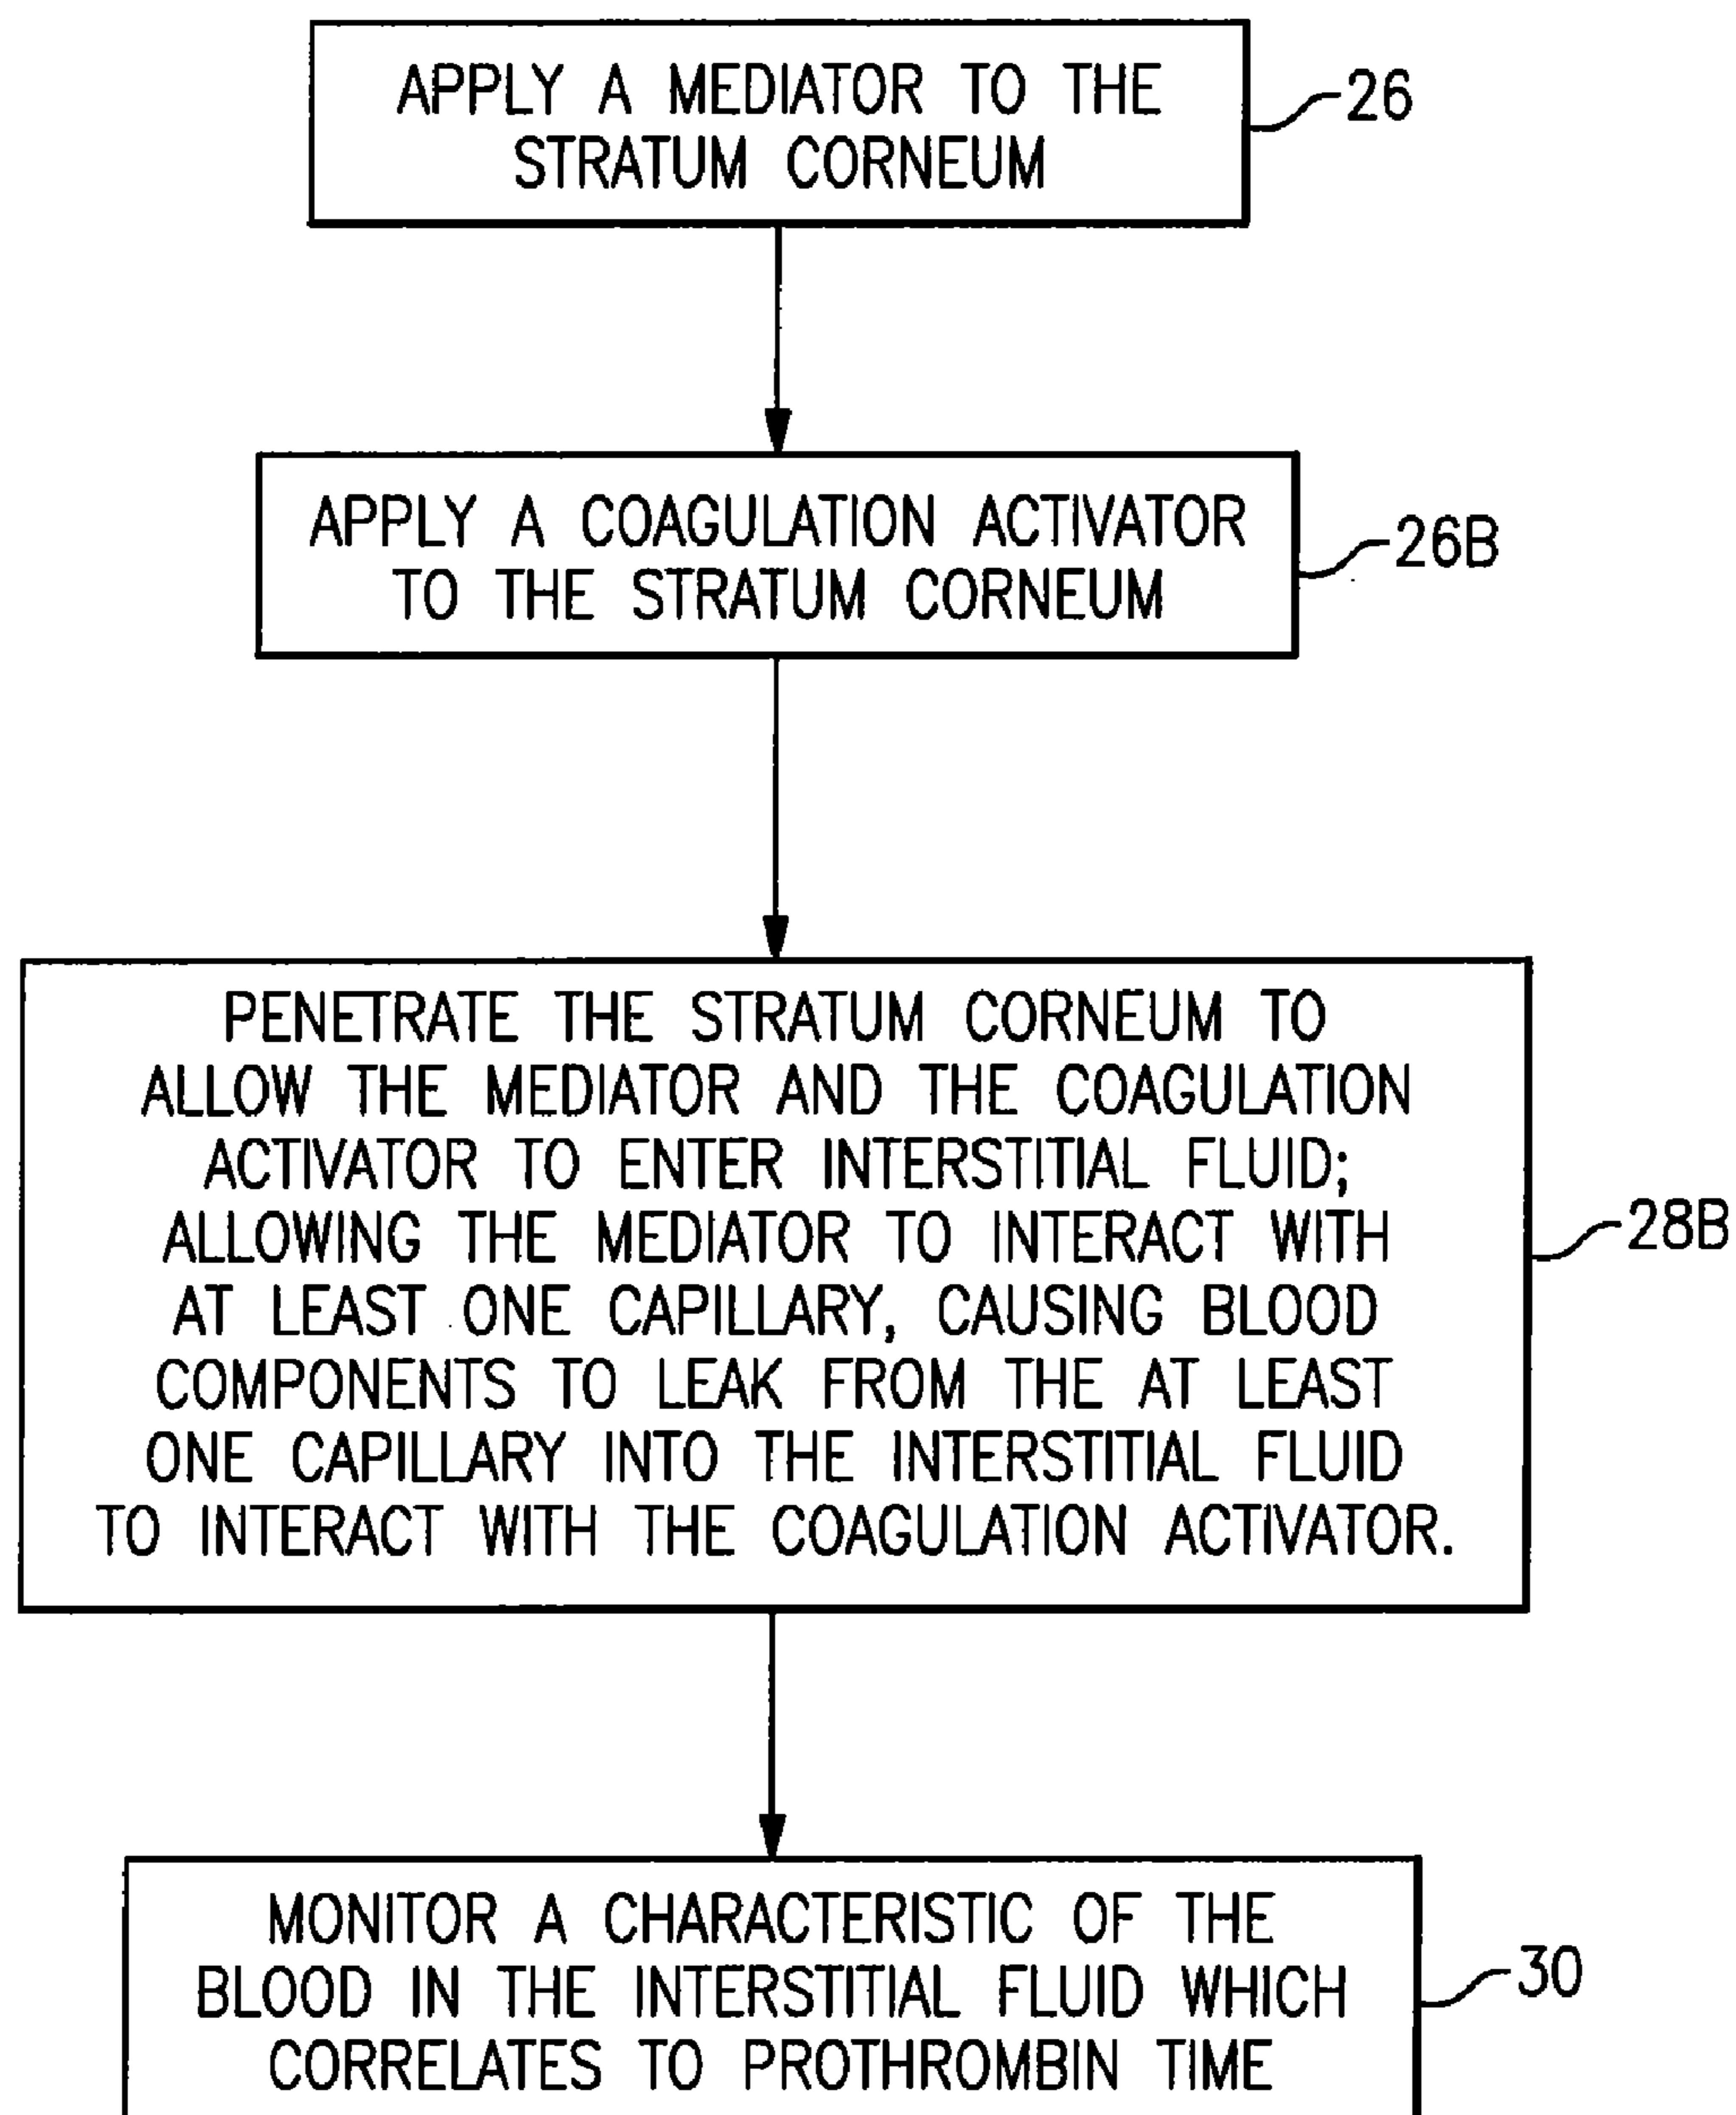 APPLY A MEDIATOR TO THE
STRATUM CORNEUM
26
APPLY A COAGULATION ACTIVATOR
TO THE STRATUM CORNEUM
26B
PENETRATE THE STRATUM CORNEUM TO
ALLOW THE MEDIATOR AND THE COAGULATION
ACTIVATOR TO ENTER INTERSTITIAL FLUID;
ALLOWING THE MEDIATOR TO INTERACT WITH
AT LEAST ONE CAPILLARY, CAUSING BLOOD
COMPONENTS TO LEAK FROM THE AT LEAST
ONE CAPILLARY INTO THE INTERSTITIAL FLUID
TO INTERACT WITH THE COAGULATION ACTIVATOR.
28B
MONITOR A CHARACTERISTIC OF THE
BLOOD IN THE INTERSTITIAL FLUID WHICH
CORRELATES TO PROTHROMBIN TIME
30